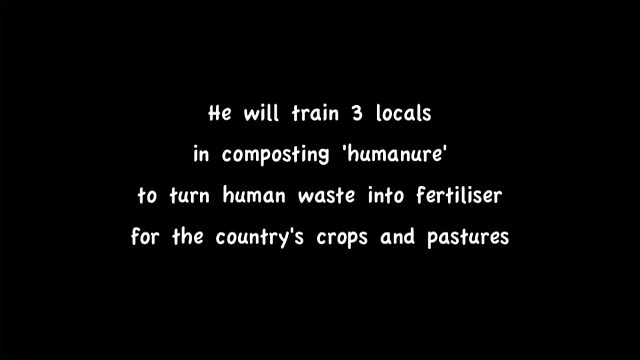 He will train 3 locals
in composting 'humanure'
to turn human waste into fertiliser
for the country's crops and pastures